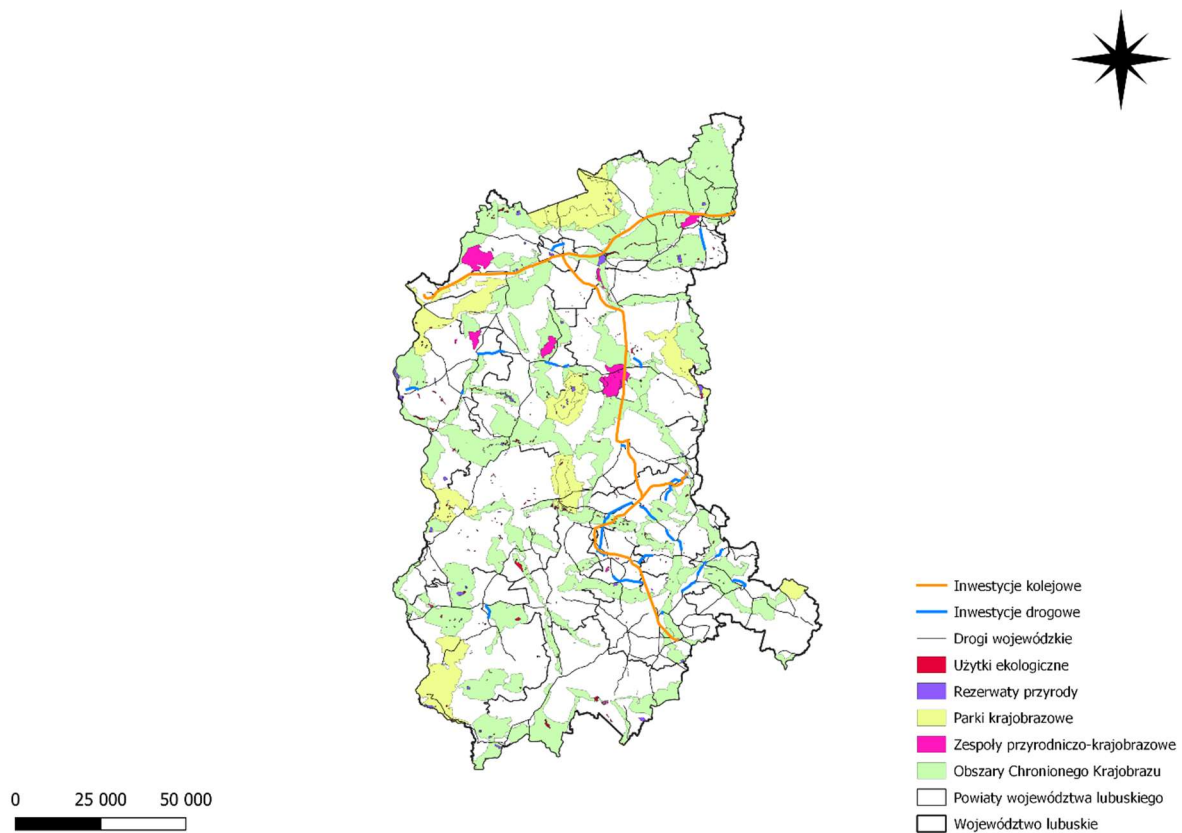 Inwestycje kolejowe
Inwestycje drogowe
Drogi wojewódzkie
Użytki ekologiczne
Rezerwaty przyrody
Parki krajobrazowe
Zespoły przyrodniczo-krajobrazowe
Obszary Chronionego Krajobrazu
Powiaty województwa lubuskiego
Województwo lubuskie
0 25 000 50 000